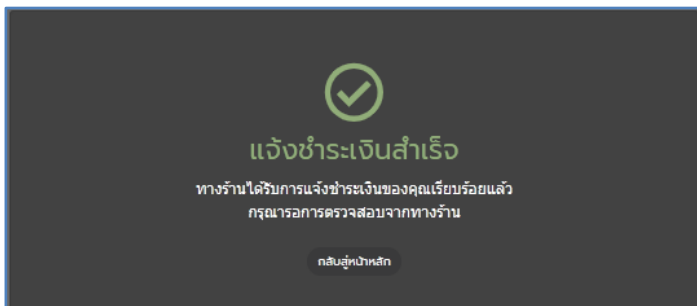 แจ้งชำระเงินสำเร็จ
ทางร้านได้รับการแจ้งชำระเงินของคุณเรียบร้อยแล้ว
กรุณารอการตรวจสอบจากทางร้าน
กลับสู่หน้าหลัก